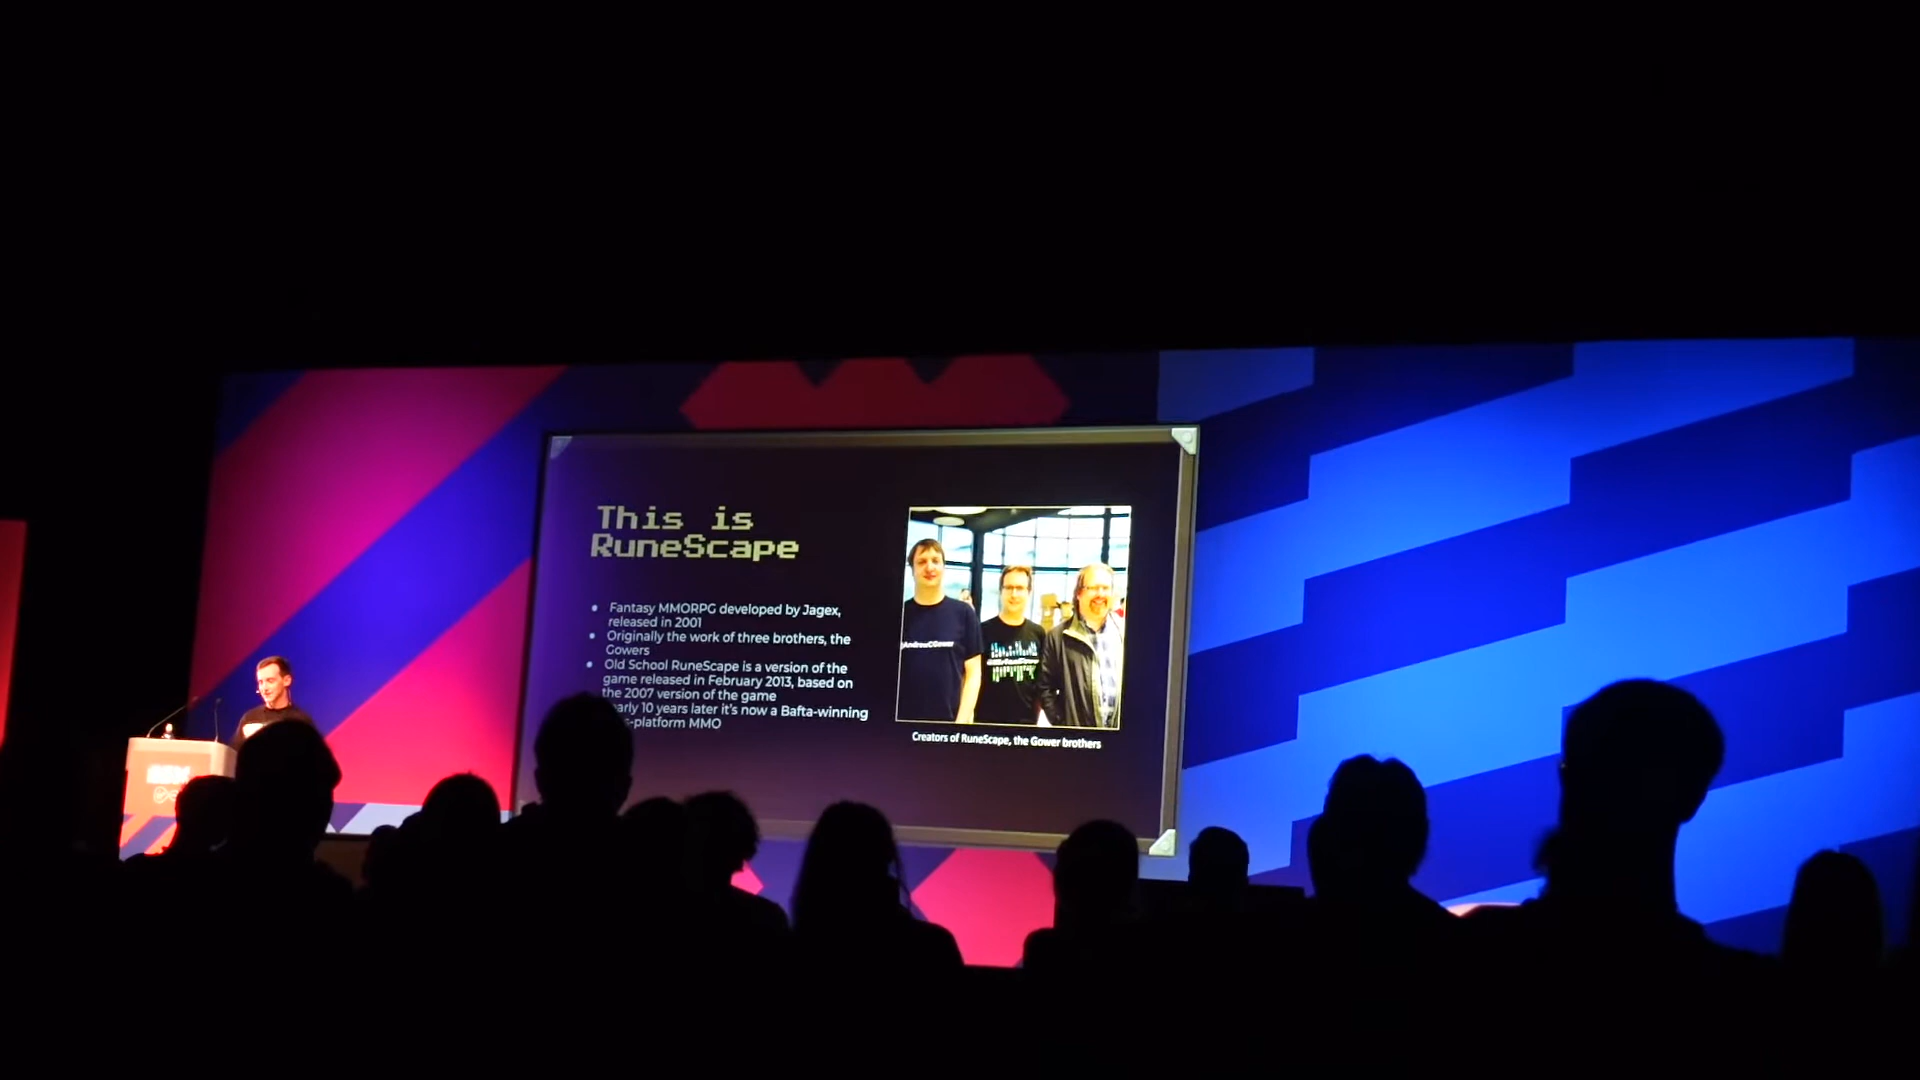 This is
RuneScape
Fantasy MMORPG developed by Jagex,
released in 2001
Originally the work of three brothers, the
Gowers
Old School RuneScape is a version of the
game released in February 2013, based on
the 2007 version of the game
10 years later it's now a Bafta-winning
-platform MMO
AndrewCGower
Creators of RuneScape, the Gower brothers